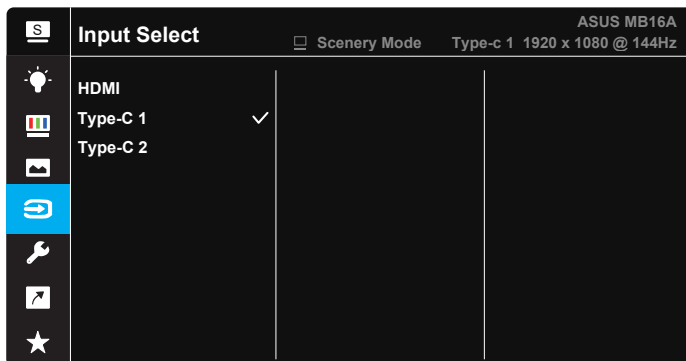 S
Input Select
Scenery Mode
ASUS MB16A
Type-c 1 1920 x 1080 @ 144Hz
HDMI
Type-C 1
Type-C 2